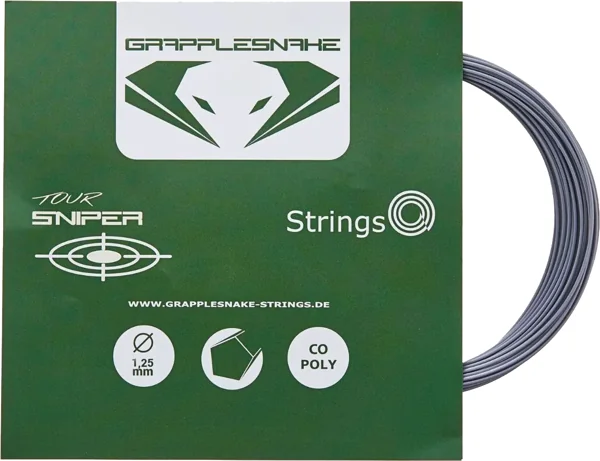 GRAPPLESNAKE
TOUR
SNIPER
Strings
WWW.GRAPPLESNAKE-STRINGS.DE
1,25
mm
CO
POLY